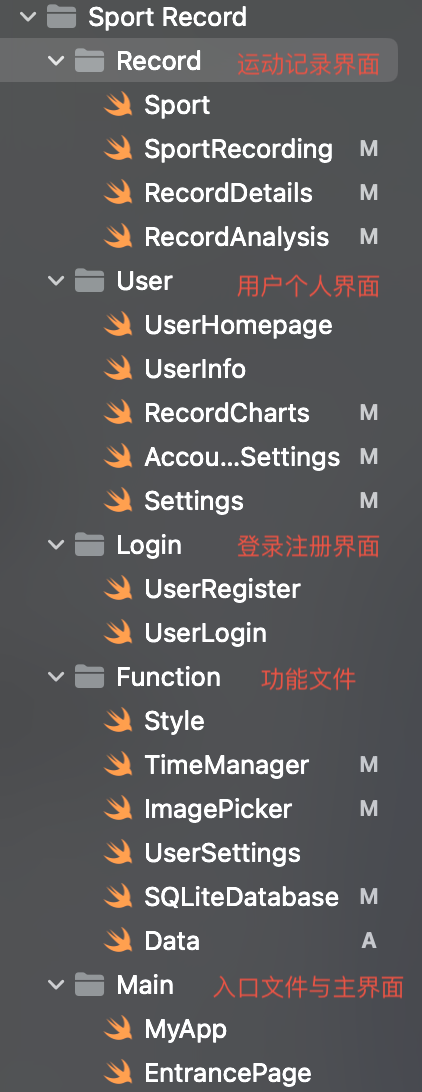 Sport Record
Record 运动记录界面
Sport
SportRecording M
RecordDetails M
RecordAnalysis M
User 用户个人界面
UserHomepage
UserInfo
RecordCharts M
Accou...Settings M
Settings M
Login 登录注册界面
UserRegister
UserLogin
Function 功能文件
Style
TimeManager M
ImagePicker M
UserSettings
SQLiteDatabase M
Data A
Main 入口文件与主界面
MyApp
EntrancePage